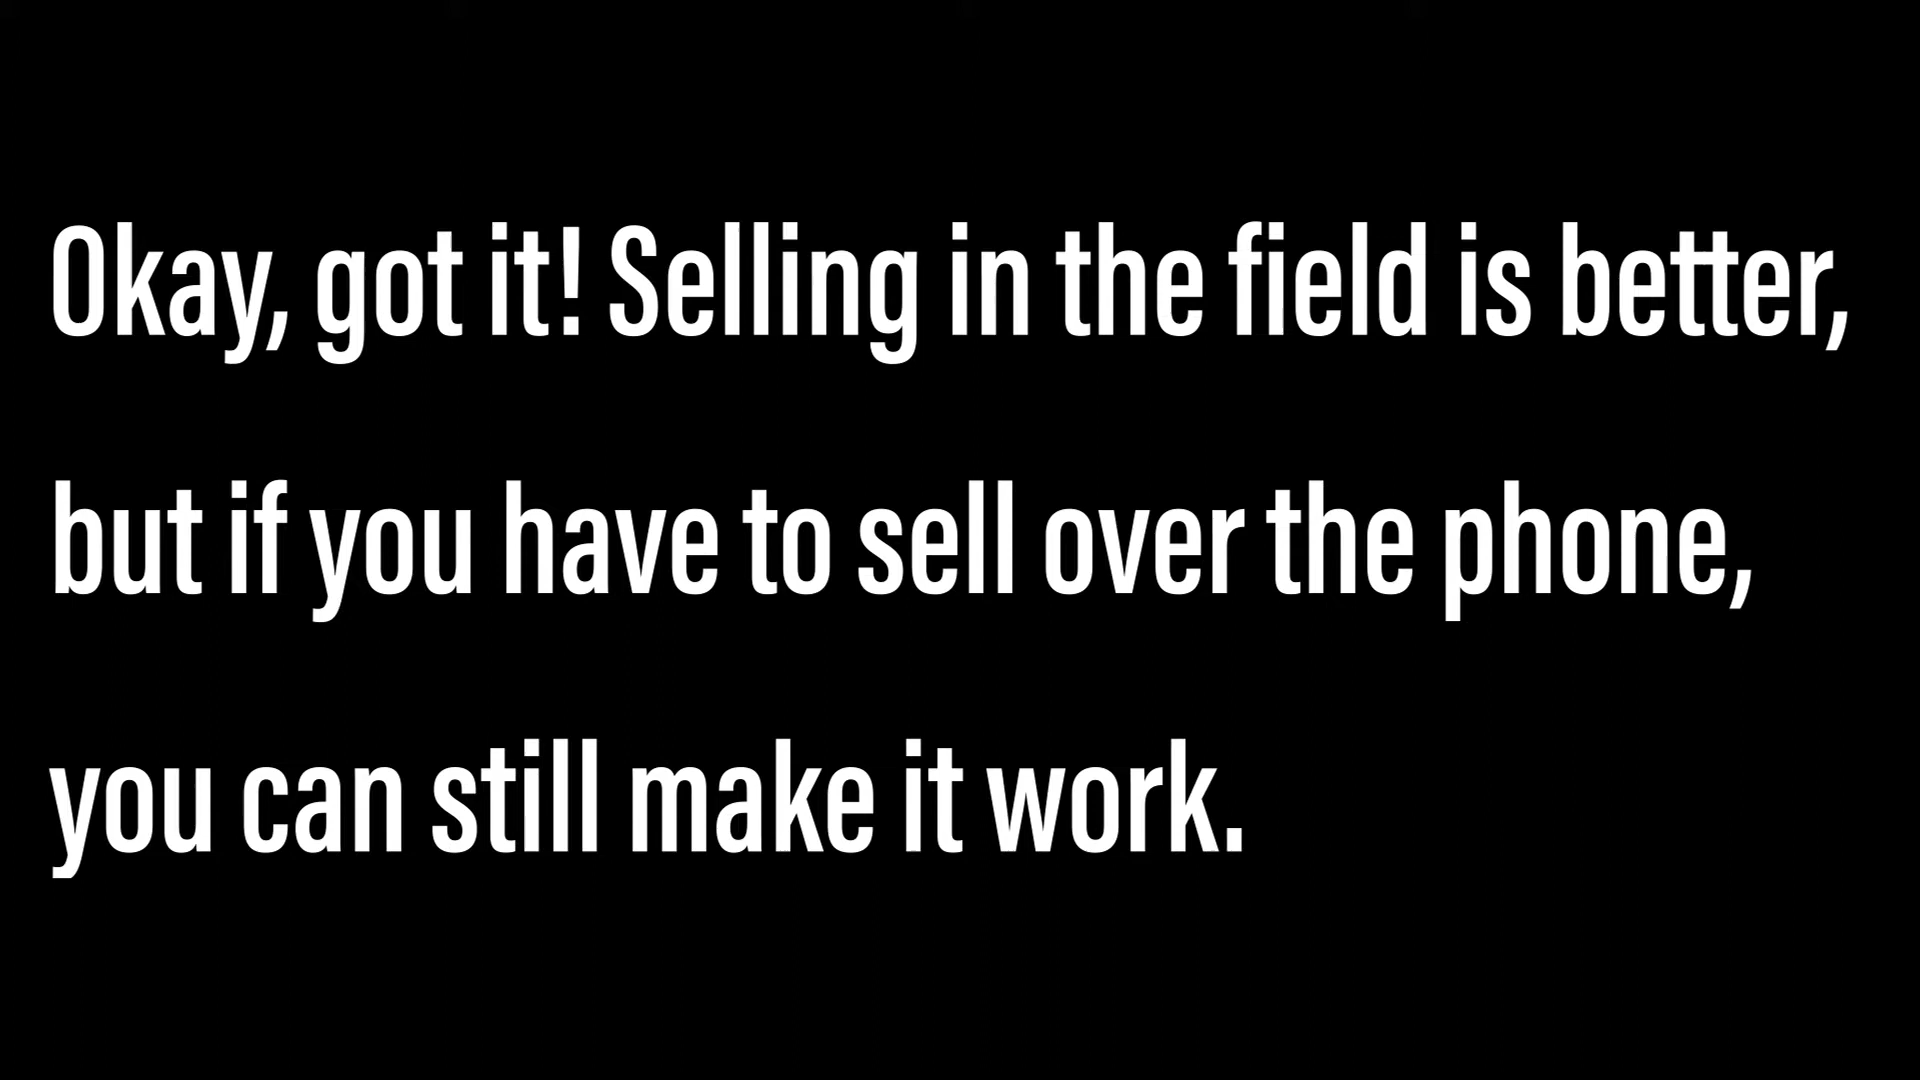 Okay, got it! Selling in the field is better,
but if you have to sell over the phone,
you can still make it work.